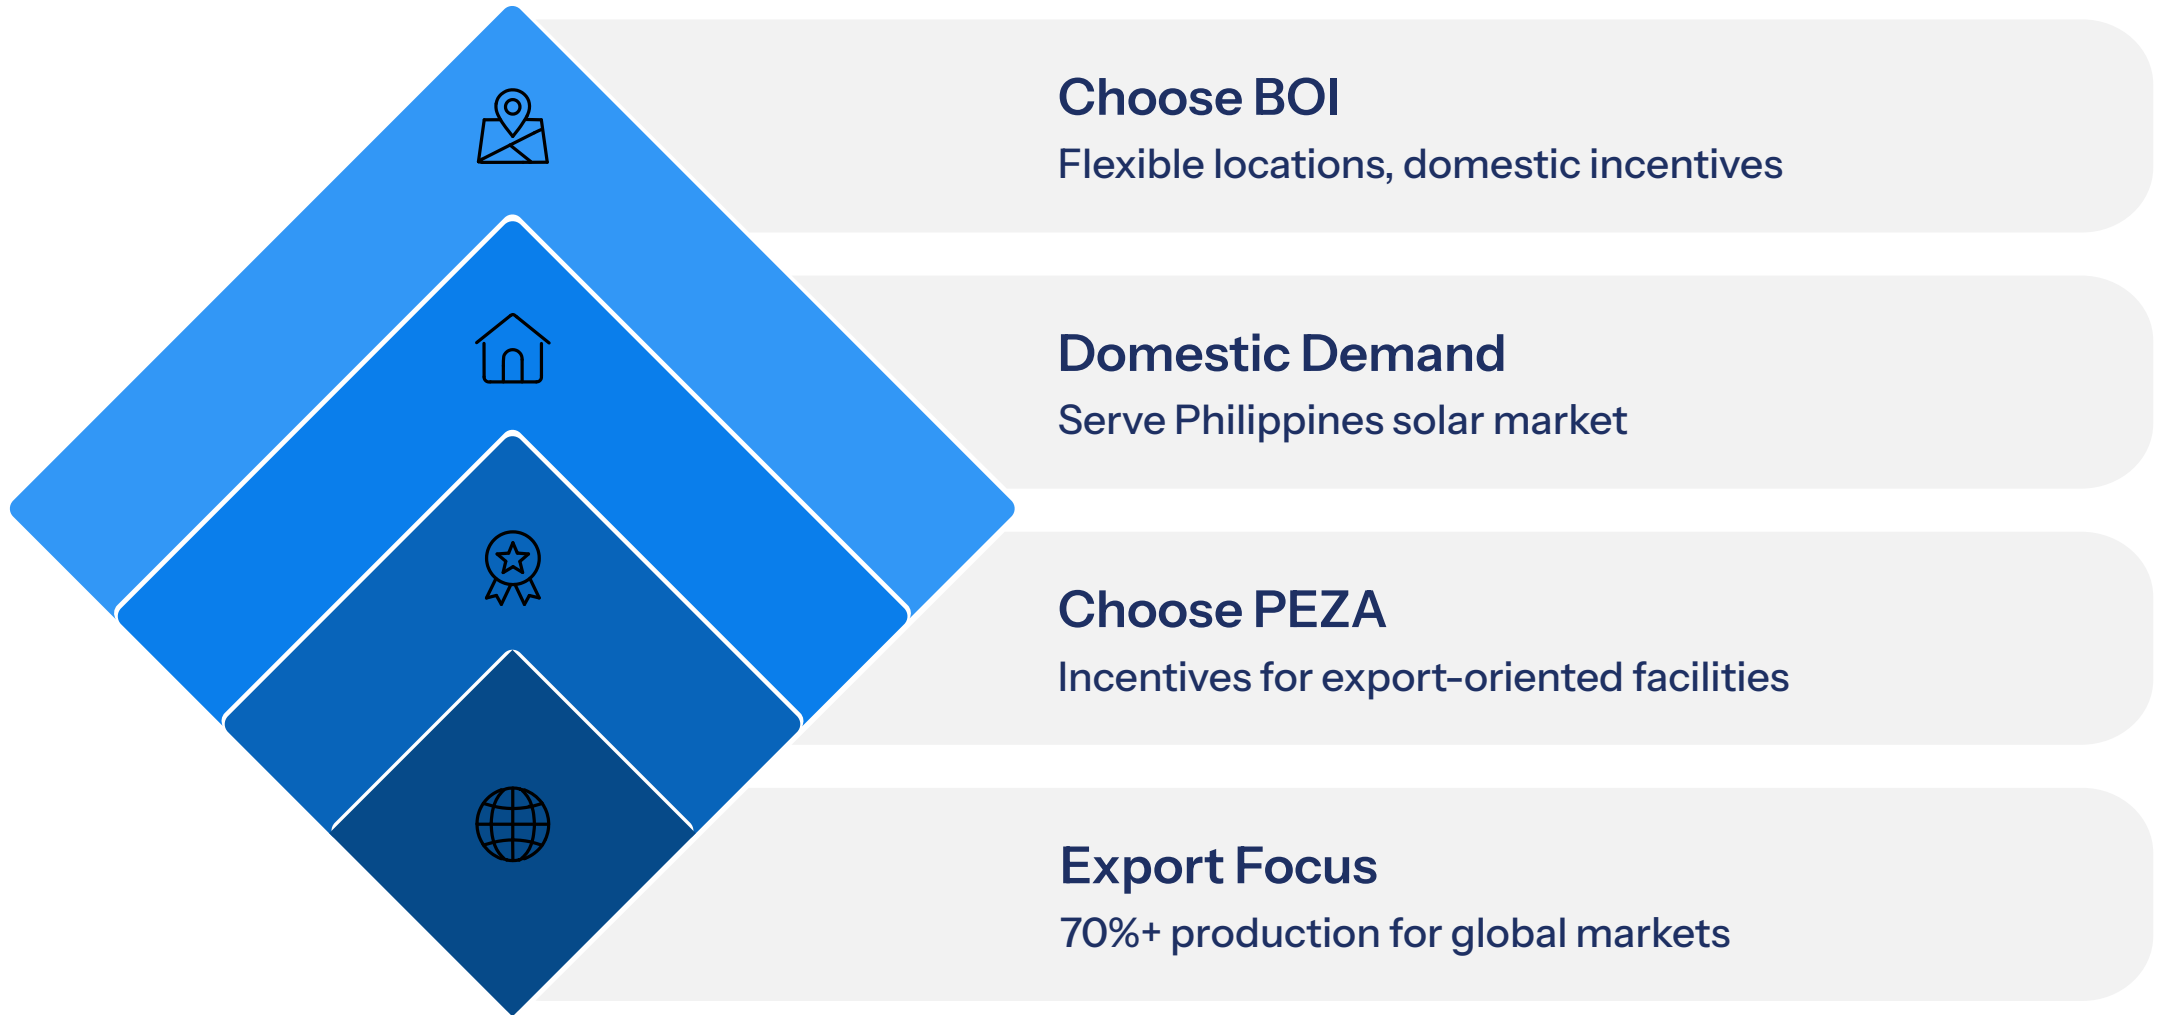 Choose BOI
Flexible locations, domestic incentives
Domestic Demand
Serve Philippines solar market
Choose PEZA
Incentives for export-oriented facilities
Export Focus
70%+ production for global markets